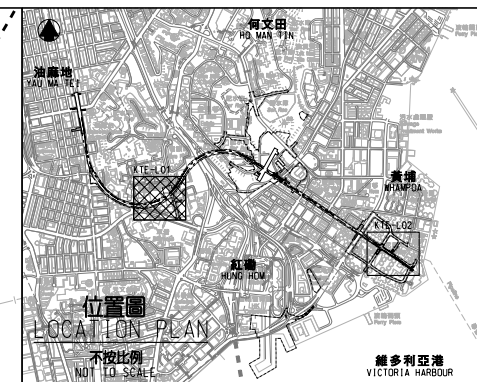 何文田
HO MAN TIN
油麻地
YAU MA TEI
KTE-L01
黃埔
WHAMPOA
KTE-L02
紅磡
HUNG HOM
位置圖
LOCATION PLAN
不按比例
NOT TO SCALE
維多利亞港
VICTORIA HARBOUR